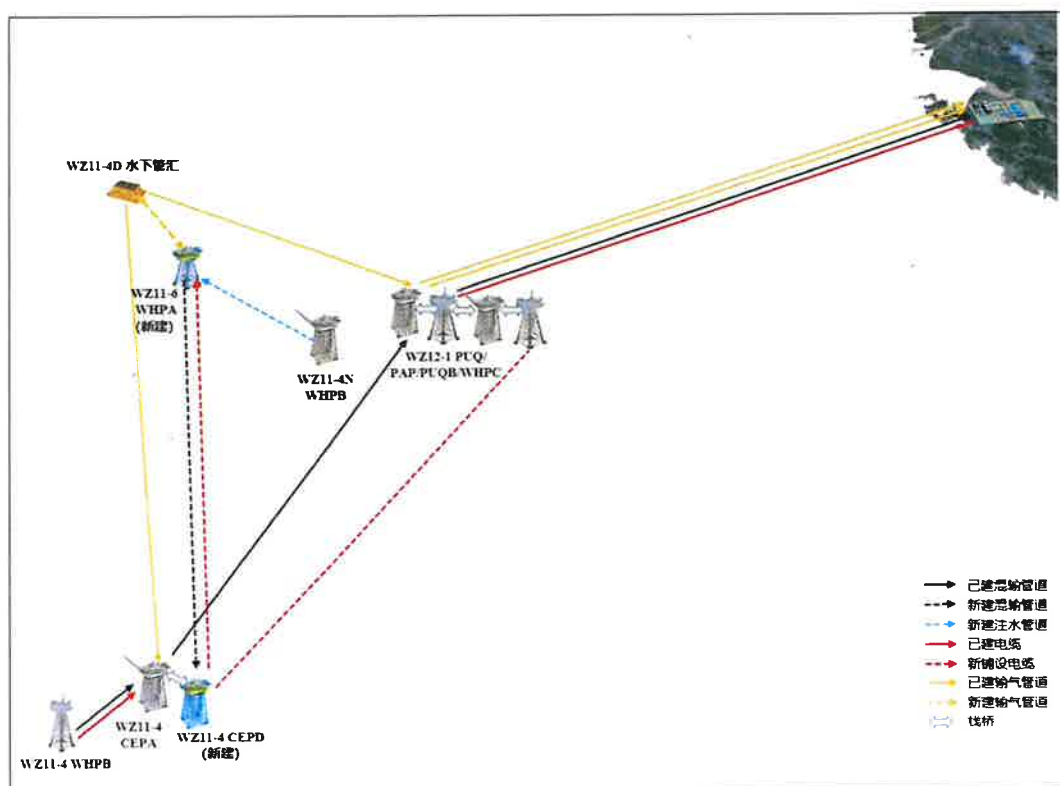 WZ11-4D 水下管汇
WZ11-6
WHPA
(新建)
WZ11-4N
WHPB
WZ12-1 PUQ/
PAP/PUQB/WHPC
WZ11-4
CEPA
WZ11-4 CEPD
(新建)
WZ11-4 WHPB
已建混输管道
新建混输管道
新建注水管道
已建电缆
新铺设电缆
已建输气管道
新建输气管道
栈桥